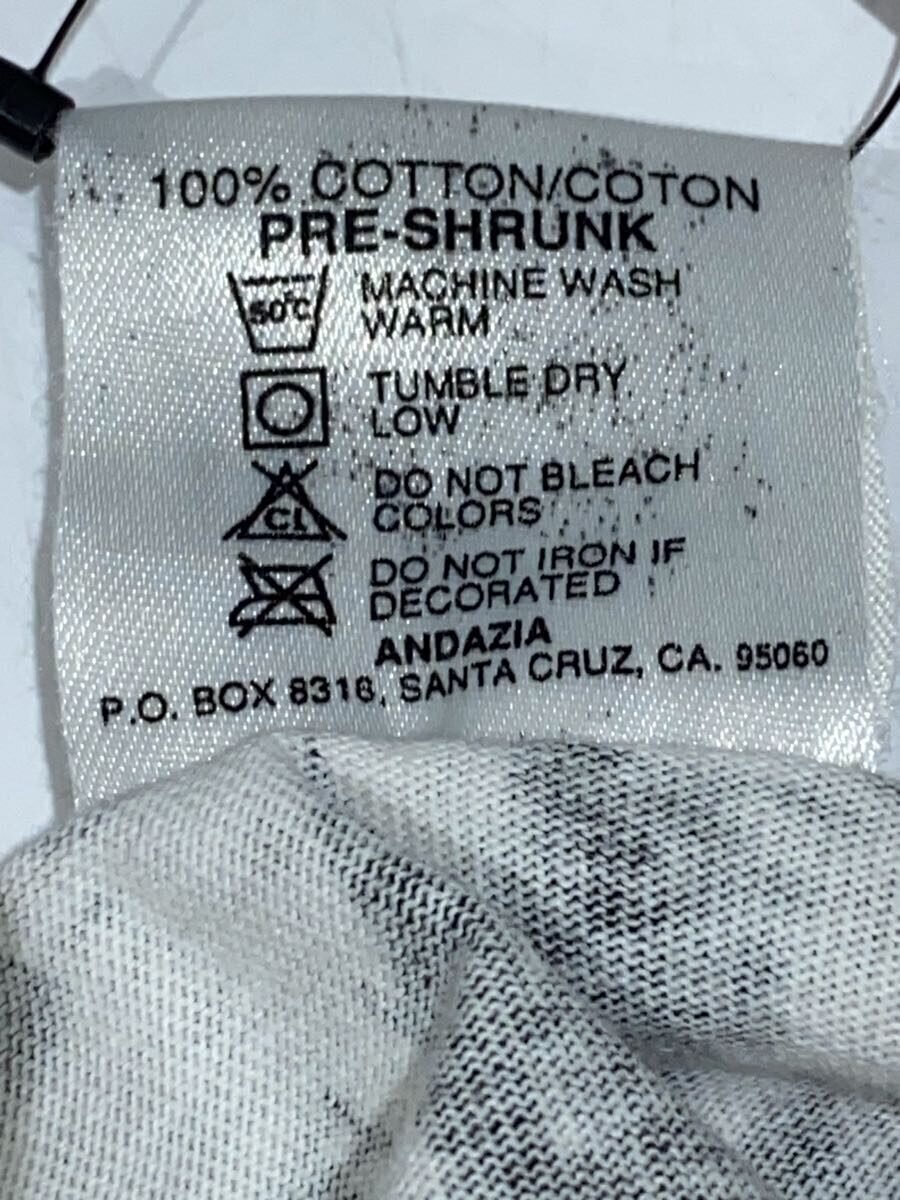 100% COTTON/COTON
PRE-SHRUNK
50°C
MACHINE WASH
WARM
TUMBLE DRY
LOW
CL
DO NOT BLEACH
COLORS
DO NOT IRON IF
DECORATED
ANDAZIA
P.O. BOX 8318, SANTA CRUZ, CA. 95060